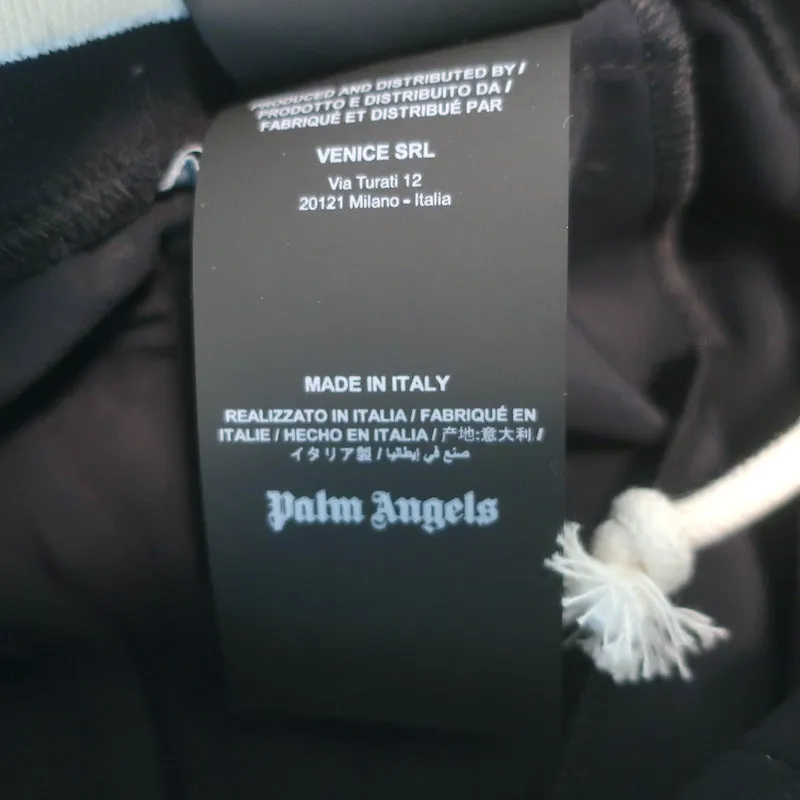 PRODUCED AND DISTRIBUTED BY /
PRODOTTO E DISTRIBUITO DA /
FABRIQUÉ ET DISTRIBUÉ PAR
VENICE SRL
Via Turati 12
20121 Milano - Italia
MADE IN ITALY
REALIZZATO IN ITALIA / FABRIQUÉ EN
ITALIE / HECHO EN ITALIA / 产地:意大利 /
イタリア製 / صنع في إيطاليا
Palm Angels